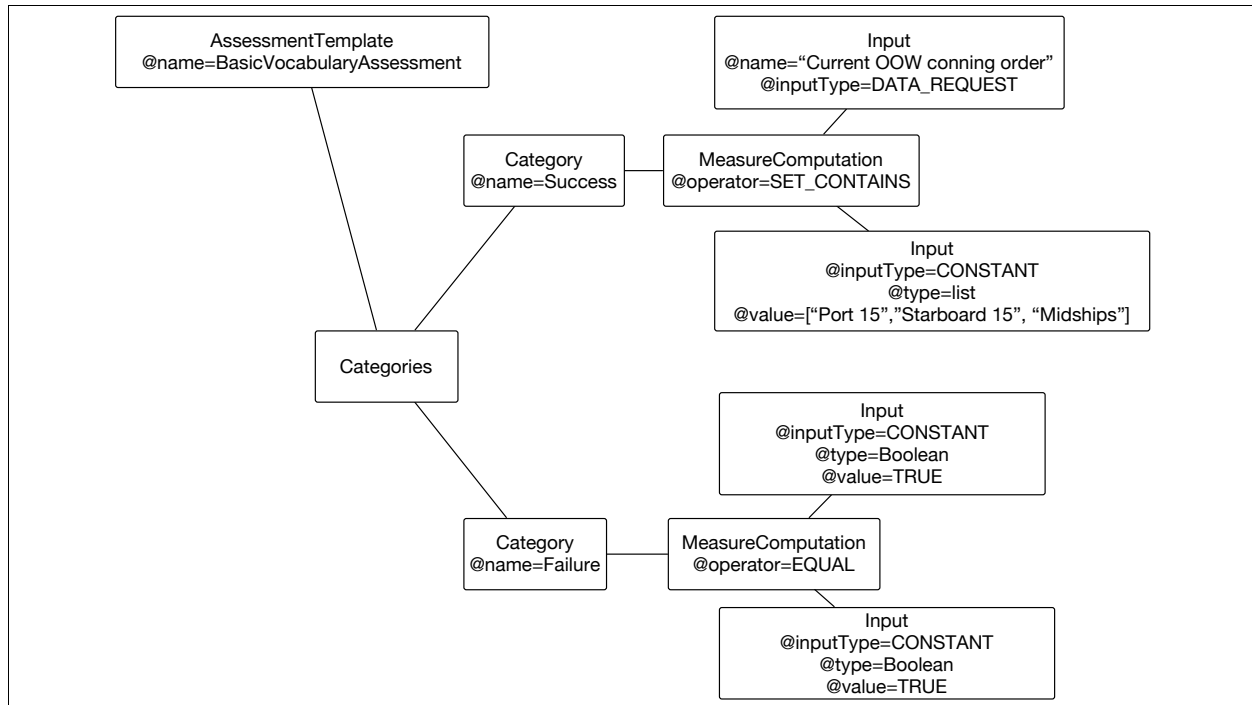 AssessmentTemplate
@name=BasicVocabularyAssessment
Input
@name=“Current OOW conning order”
@inputType=DATA_REQUEST
Category
@name=Success
MeasureComputation
@operator=SET_CONTAINS
Input
@inputType=CONSTANT
@type=list
@value=[“Port 15”,”Starboard 15”, “Midships”]
Categories
Input
@inputType=CONSTANT
@type=Boolean
@value=TRUE
Category
@name=Failure
MeasureComputation
@operator=EQUAL
Input
@inputType=CONSTANT
@type=Boolean
@value=TRUE